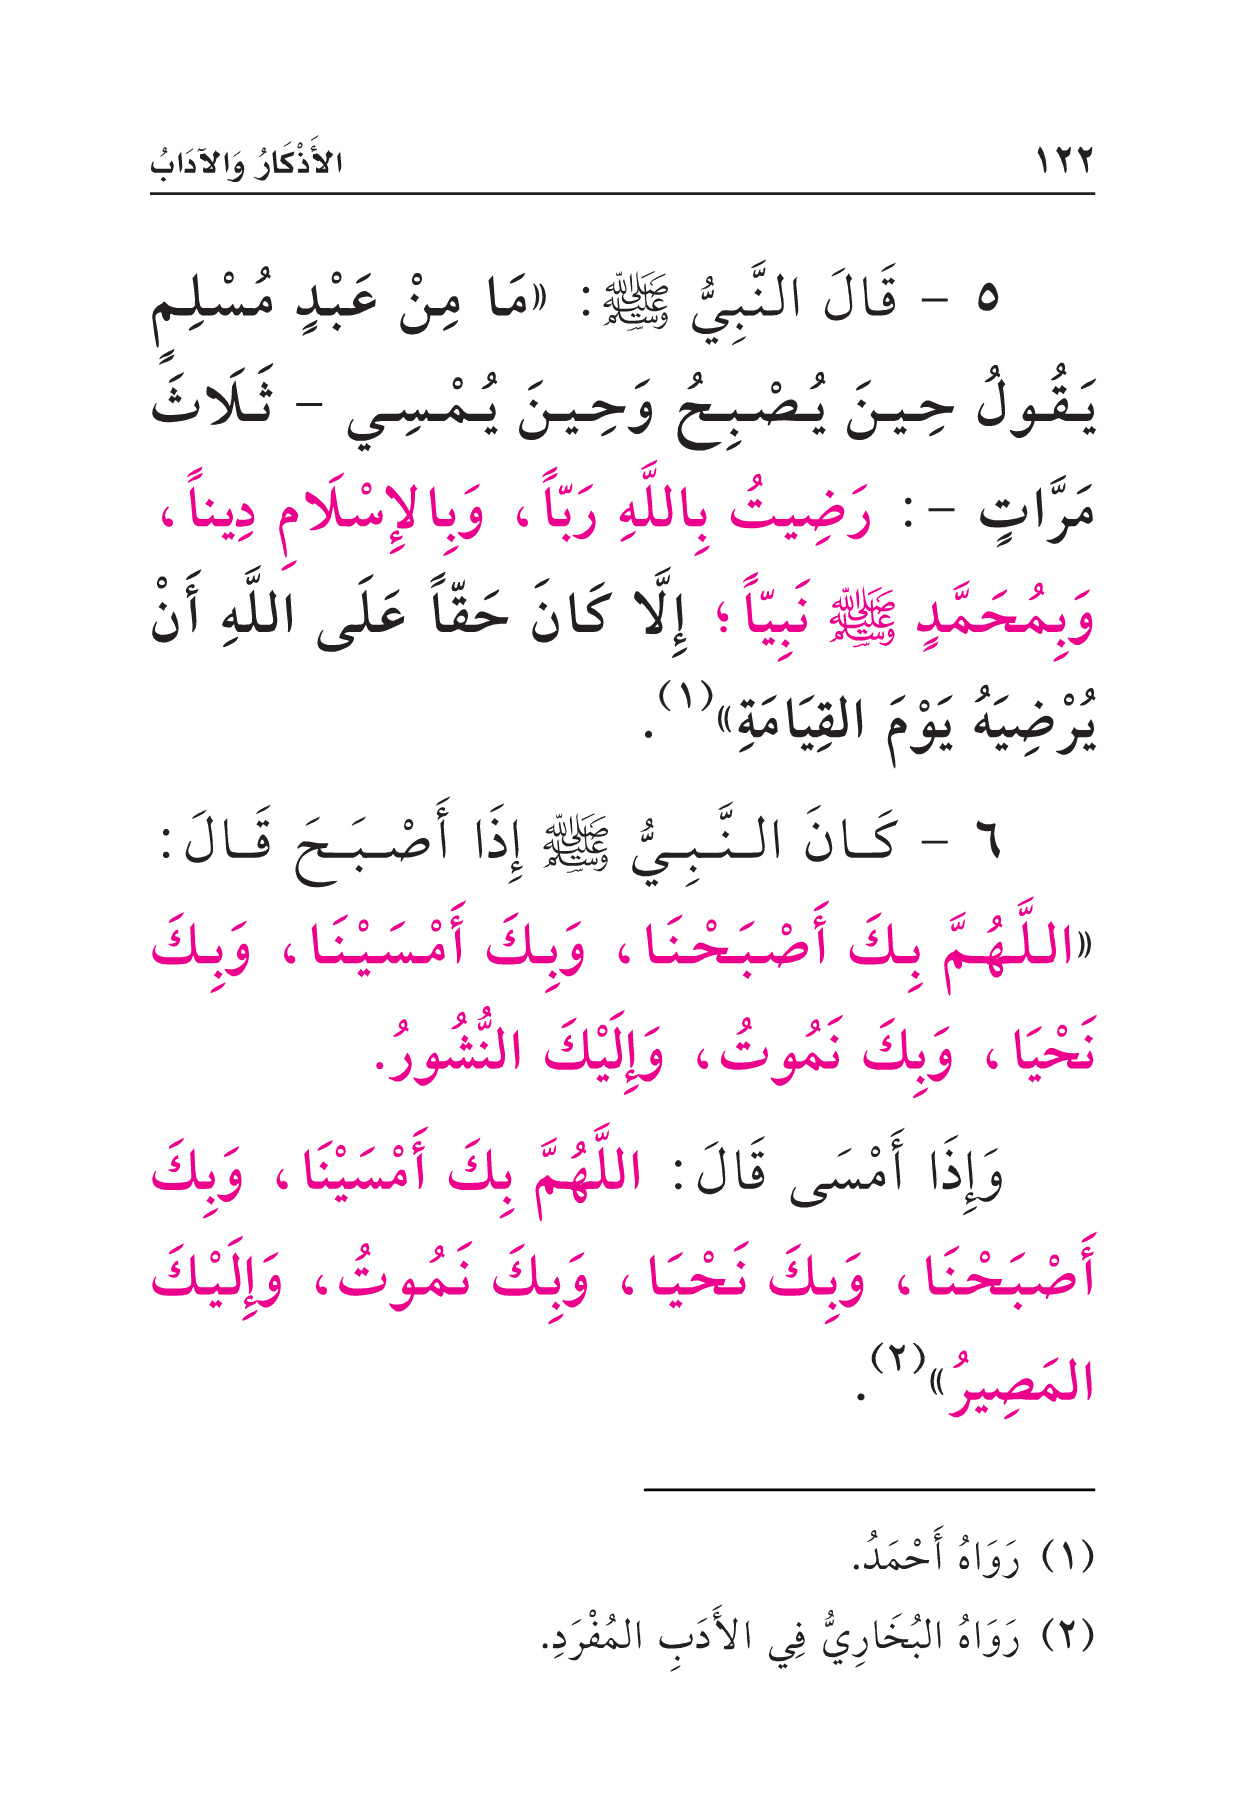 ١٢٢ الأَذْكَارُ وَالآدَابُ
٥ - قَالَ النَّبِيُّ ﷺ: «مَا مِنْ عَبْدٍ مُسْلِمٍ
يَقُولُ حِينَ يُصْبِحُ وَحِينَ يُمْسِي - ثَلَاثَ
مَرَّاتٍ -: رَضِيتُ بِاللَّهِ رَبّاً، وَبِالإِسْلَامِ دِيناً،
وَبِمُحَمَّدٍ ﷺ نَبِيّاً؛ إِلَّا كَانَ حَقّاً عَلَى اللَّهِ أَنْ
يُرْضِيَهُ يَوْمَ القِيَامَةِ»(١).
٦ - كَانَ النَّبِيُّ ﷺ إِذَا أَصْبَحَ قَالَ:
«اللَّهُمَّ بِكَ أَصْبَحْنَا، وَبِكَ أَمْسَيْنَا، وَبِكَ
نَحْيَا، وَبِكَ نَمُوتُ، وَإِلَيْكَ النُّشُورُ.
وَإِذَا أَمْسَى قَالَ: اللَّهُمَّ بِكَ أَمْسَيْنَا، وَبِكَ
أَصْبَحْنَا، وَبِكَ نَحْيَا، وَبِكَ نَمُوتُ، وَإِلَيْكَ
المَصِيرُ»(٢).
(١) رَوَاهُ أَحْمَدُ.
(٢) رَوَاهُ البُخَارِيُّ فِي الأَدَبِ المُفْرَدِ.